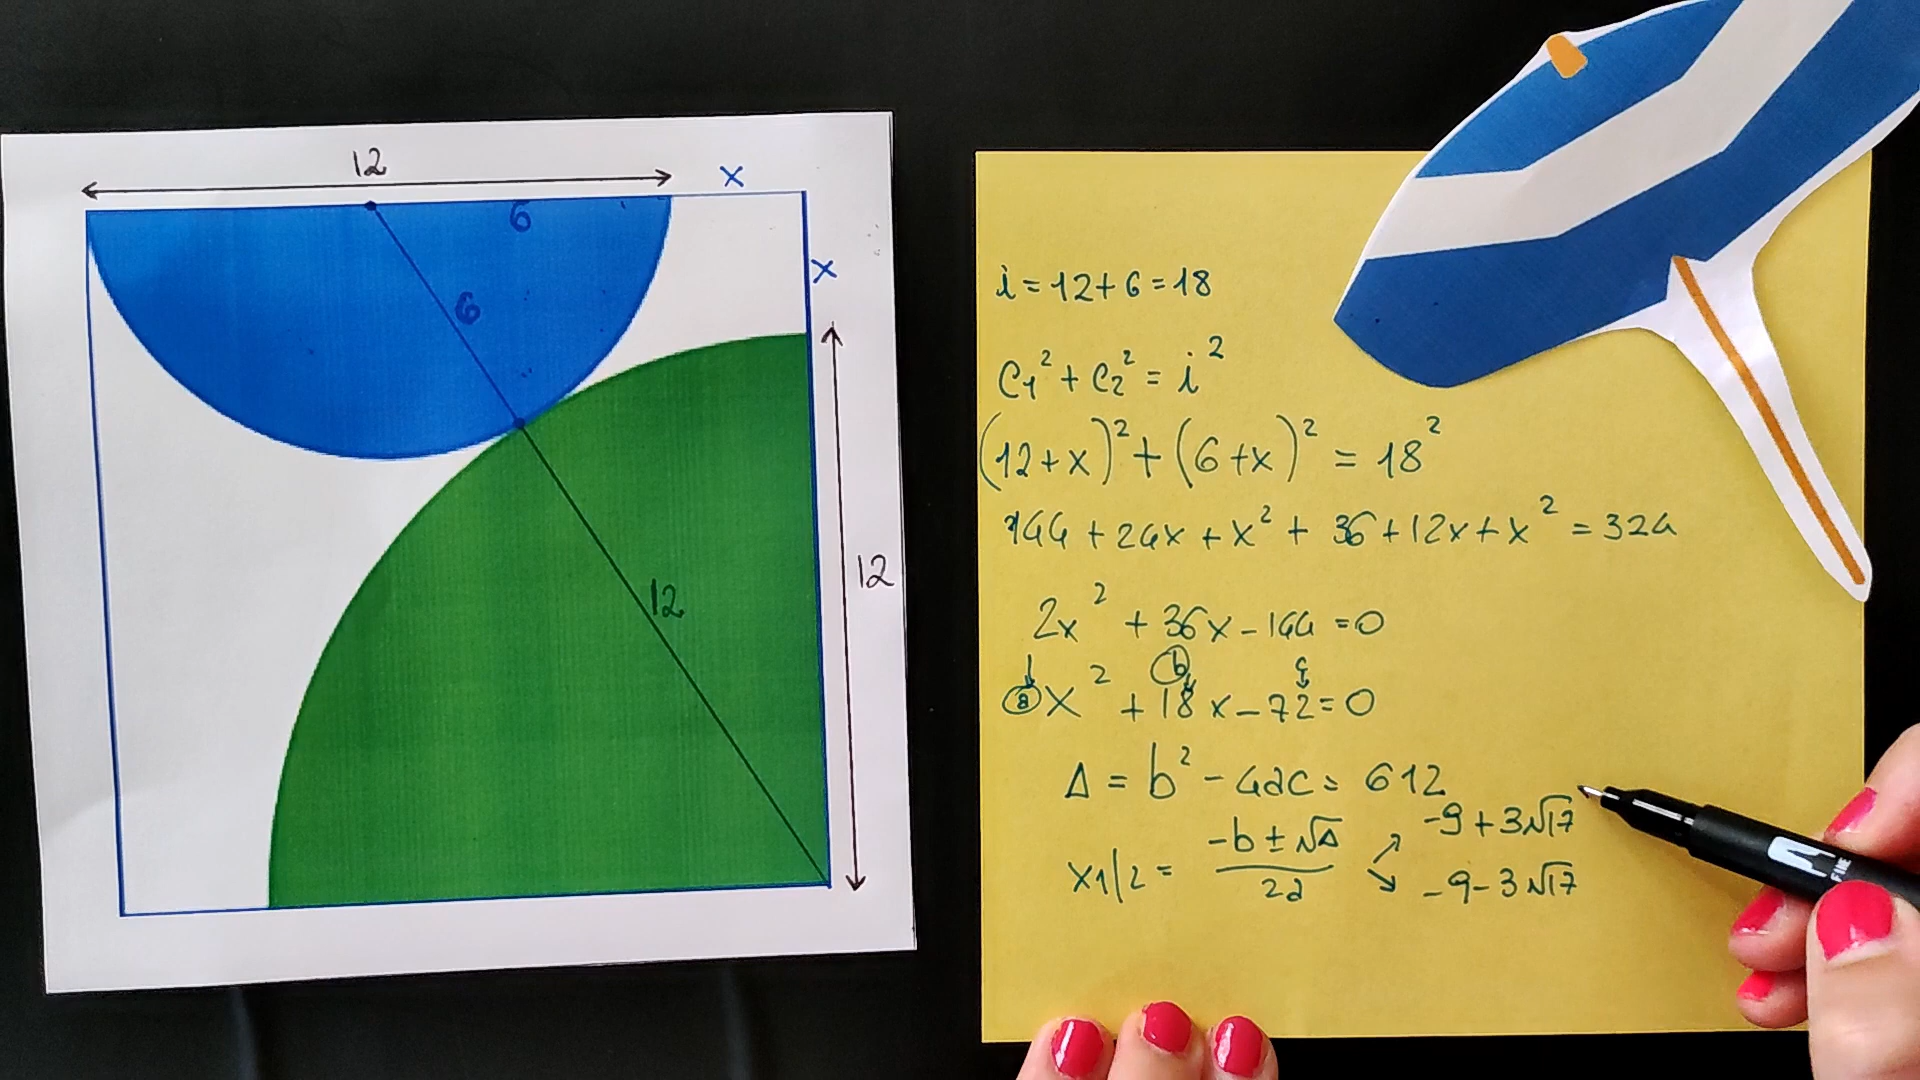 12
x
6
x
6
12
12
i = 12+6 = 18
C₁² + C₂² = i²
(12+x)² + (6+x)² = 18²
144 + 24x + x² + 36 + 12x + x² = 324
2x² + 36x - 144 = 0
b c
a x² + 18x - 72 = 0
Δ = b² - 4ac = 612
x1/2 = (-b ± √Δ)/2a -9+3√17
-9-3√17
FINE